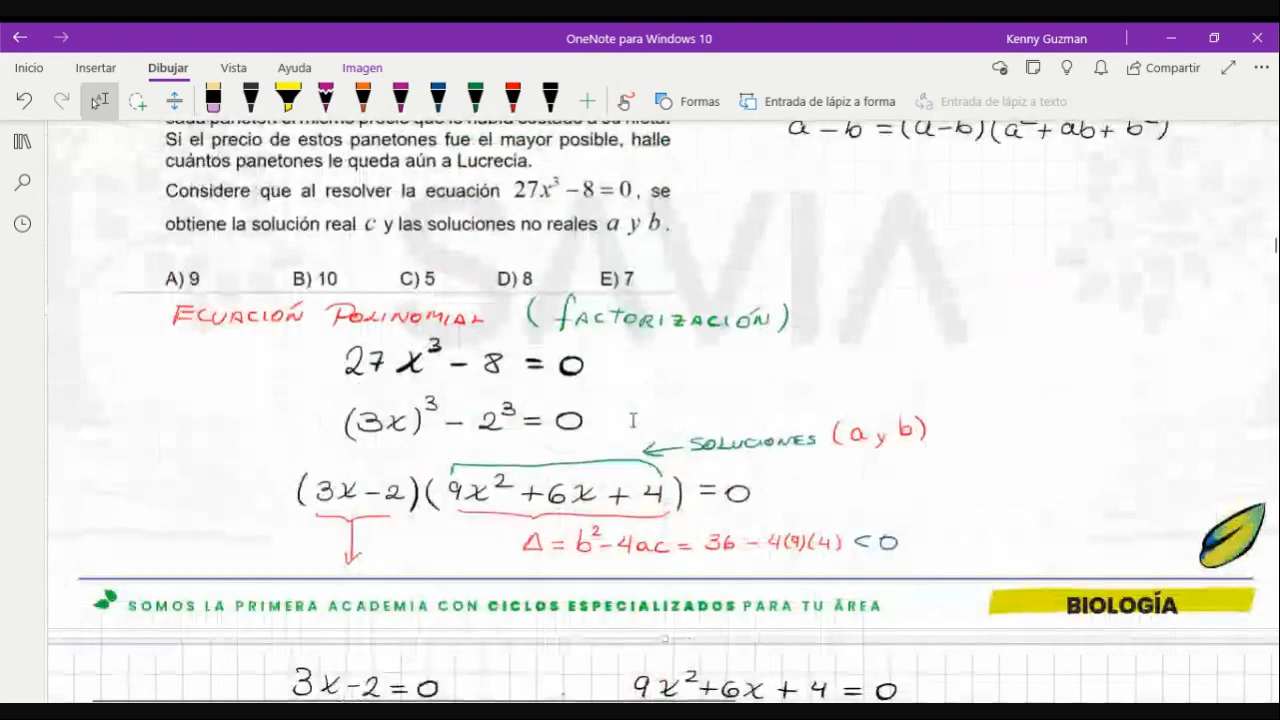 OneNote para Windows 10
Kenny Guzman
Inicio Insertar Dibujar Vista Ayuda Imagen Compartir
Formas Entrada de lápiz a forma Entrada de lápiz a texto
Si el precio de estos panetones fue el mayor posible, halle
cuántos panetones le queda aún a Lucrecia.
Considere que al resolver la ecuación 27x³ − 8 = 0, se
obtiene la solución real c y las soluciones no reales a y b.
A) 9 B) 10 C) 5 D) 8 E) 7
ECUACIÓN POLINOMIAL (FACTORIZACIÓN)
27x³ − 8 = 0
(3x)³ − 2³ = 0
SOLUCIONES (a y b)
(3x − 2)(9x² + 6x + 4) = 0
Δ = b² − 4ac = 36 − 4(9)(4) < 0
SOMOS LA PRIMERA ACADEMIA CON CICLOS ESPECIALIZADOS PARA TU ÁREA
BIOLOGÍA
3x − 2 = 0 9x² + 6x + 4 = 0
SAVIA